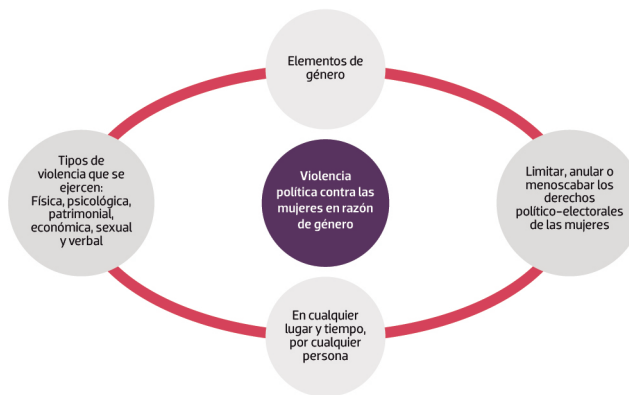 Elementos de
género
Tipos de
violencia que se
ejercen:
Física, psicológica,
patrimonial,
económica, sexual
y verbal
Violencia
política contra las
mujeres en razón
de género
Limitar, anular o
menoscabar los
derechos
político-electorales
de las mujeres
En cualquier
lugar y tiempo,
por cualquier
persona